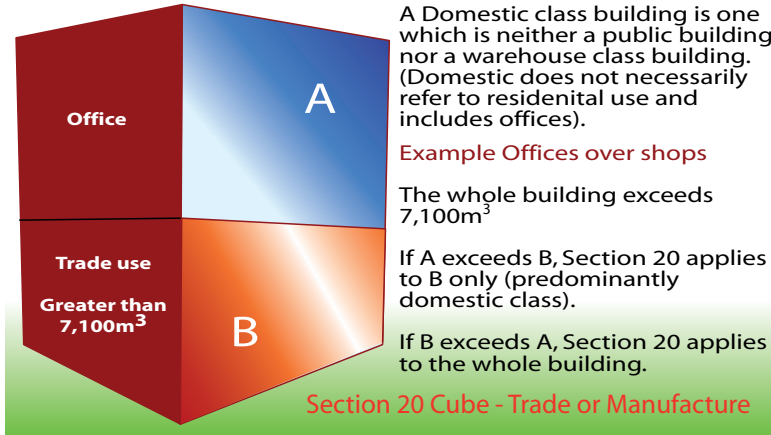 Office
A
Trade use
Greater than
7,100m³
B
A Domestic class building is one
which is neither a public building
nor a warehouse class building.
(Domestic does not necessarily
refer to residenital use and
includes offices).
Example Offices over shops
The whole building exceeds
7,100m³
If A exceeds B, Section 20 applies
to B only (predominantly
domestic class).
If B exceeds A, Section 20 applies
to the whole building.
Section 20 Cube - Trade or Manufacture